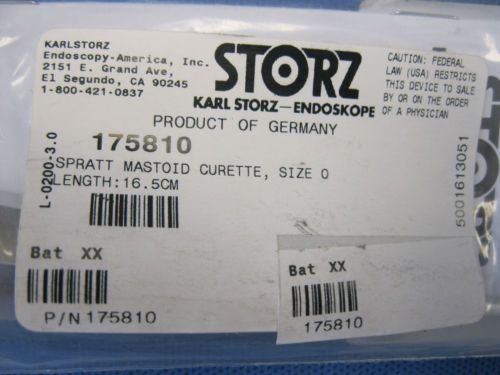 KARLSTORZ
Endoscopy-America, Inc.
2151 E. Grand Ave,
El Segundo, CA 90245
1-800-421-0837
STORZ
KARL STORZ—ENDOSKOPE
CAUTION: FEDERAL
LAW (USA) RESTRICTS
THIS DEVICE TO SALE
BY OR ON THE ORDER
OF A PHYSICIAN
PRODUCT OF GERMANY
175810
SPRATT MASTOID CURETTE, SIZE 0
LENGTH:16.5CM
L-0200-3.0
5001613051
Bat XX
P/N 175810
Bat XX
175810